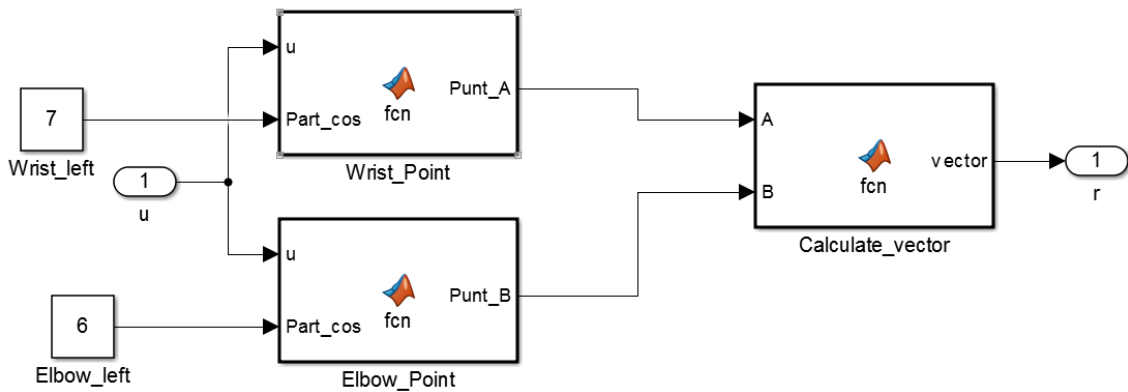 7
Wrist_left
1
u
6
Elbow_left
u
Part_cos
fcn
Punt_A
Wrist_Point
u
Part_cos
fcn
Punt_B
Elbow_Point
A
B
fcn
vector
Calculate_vector
1
r